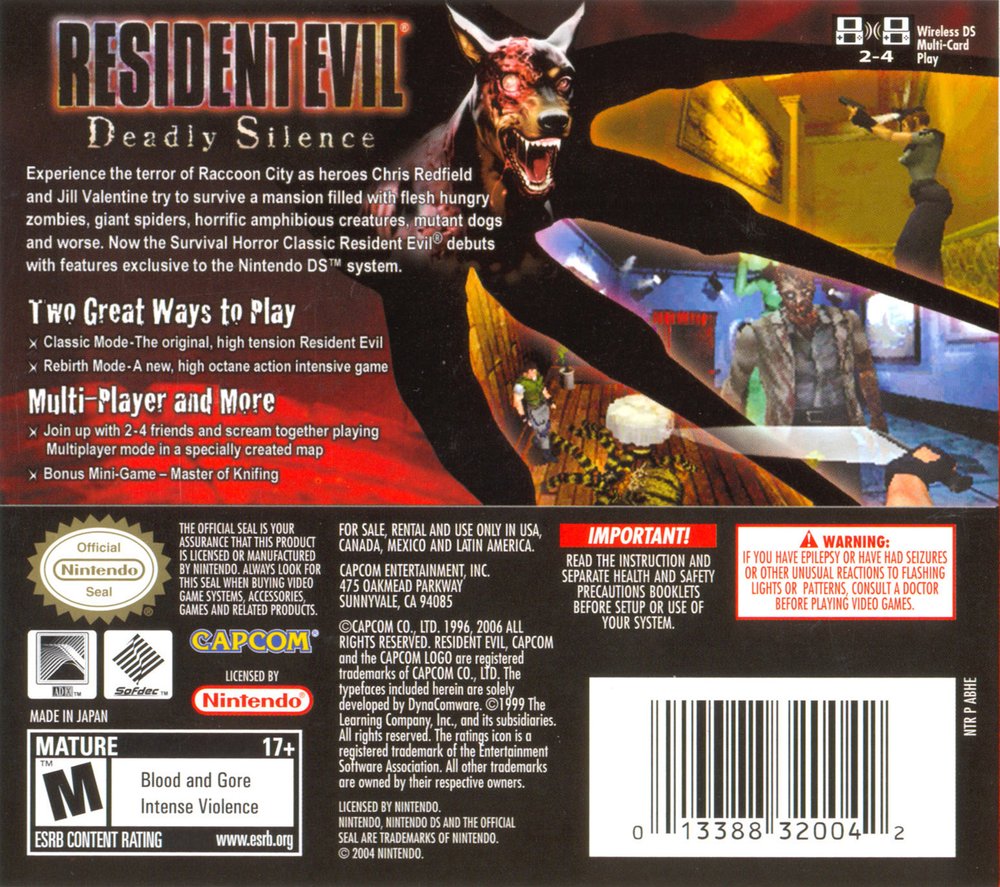 RESIDENT EVIL®
Deadly Silence
Wireless DS
Multi-Card
Play
2-4
Experience the terror of Raccoon City as heroes Chris Redfield
and Jill Valentine try to survive a mansion filled with flesh hungry
zombies, giant spiders, horrific amphibious creatures, mutant dogs
and worse. Now the Survival Horror Classic Resident Evil® debuts
with features exclusive to the Nintendo DS™ system.
Two Great Ways to Play
x Classic Mode-The original, high tension Resident Evil
x Rebirth Mode-A new, high octane action intensive game
Multi-Player and More
x Join up with 2-4 friends and scream together playing
Multiplayer mode in a specially created map
x Bonus Mini-Game – Master of Knifing
Official
Nintendo
Seal
®
THE OFFICIAL SEAL IS YOUR
ASSURANCE THAT THIS PRODUCT
IS LICENSED OR MANUFACTURED
BY NINTENDO. ALWAYS LOOK FOR
THIS SEAL WHEN BUYING VIDEO
GAME SYSTEMS, ACCESSORIES,
GAMES AND RELATED PRODUCTS.
ADX™
Sofdec™
CAPCOM®
LICENSED BY
Nintendo®
MADE IN JAPAN
MATURE 17+
™
M
Blood and Gore
Intense Violence
ESRB CONTENT RATING www.esrb.org
FOR SALE, RENTAL AND USE ONLY IN USA,
CANADA, MEXICO AND LATIN AMERICA.
CAPCOM ENTERTAINMENT, INC.
475 OAKMEAD PARKWAY
SUNNYVALE, CA 94085
©CAPCOM CO., LTD. 1996, 2006 ALL
RIGHTS RESERVED. RESIDENT EVIL, CAPCOM
and the CAPCOM LOGO are registered
trademarks of CAPCOM CO., LTD. The
typefaces included herein are solely
developed by DynaComware. ©1999 The
Learning Company, Inc., and its subsidiaries.
All rights reserved. The ratings icon is a
registered trademark of the Entertainment
Software Association. All other trademarks
are owned by their respective owners.
LICENSED BY NINTENDO.
NINTENDO, NINTENDO DS AND THE OFFICIAL
SEAL ARE TRADEMARKS OF NINTENDO.
© 2004 NINTENDO.
IMPORTANT!
READ THE INSTRUCTION AND
SEPARATE HEALTH AND SAFETY
PRECAUTIONS BOOKLETS
BEFORE SETUP OR USE OF
YOUR SYSTEM.
WARNING:
IF YOU HAVE EPILEPSY OR HAVE HAD SEIZURES
OR OTHER UNUSUAL REACTIONS TO FLASHING
LIGHTS OR PATTERNS, CONSULT A DOCTOR
BEFORE PLAYING VIDEO GAMES.
NTR P ABHE
0 13388 32004 2